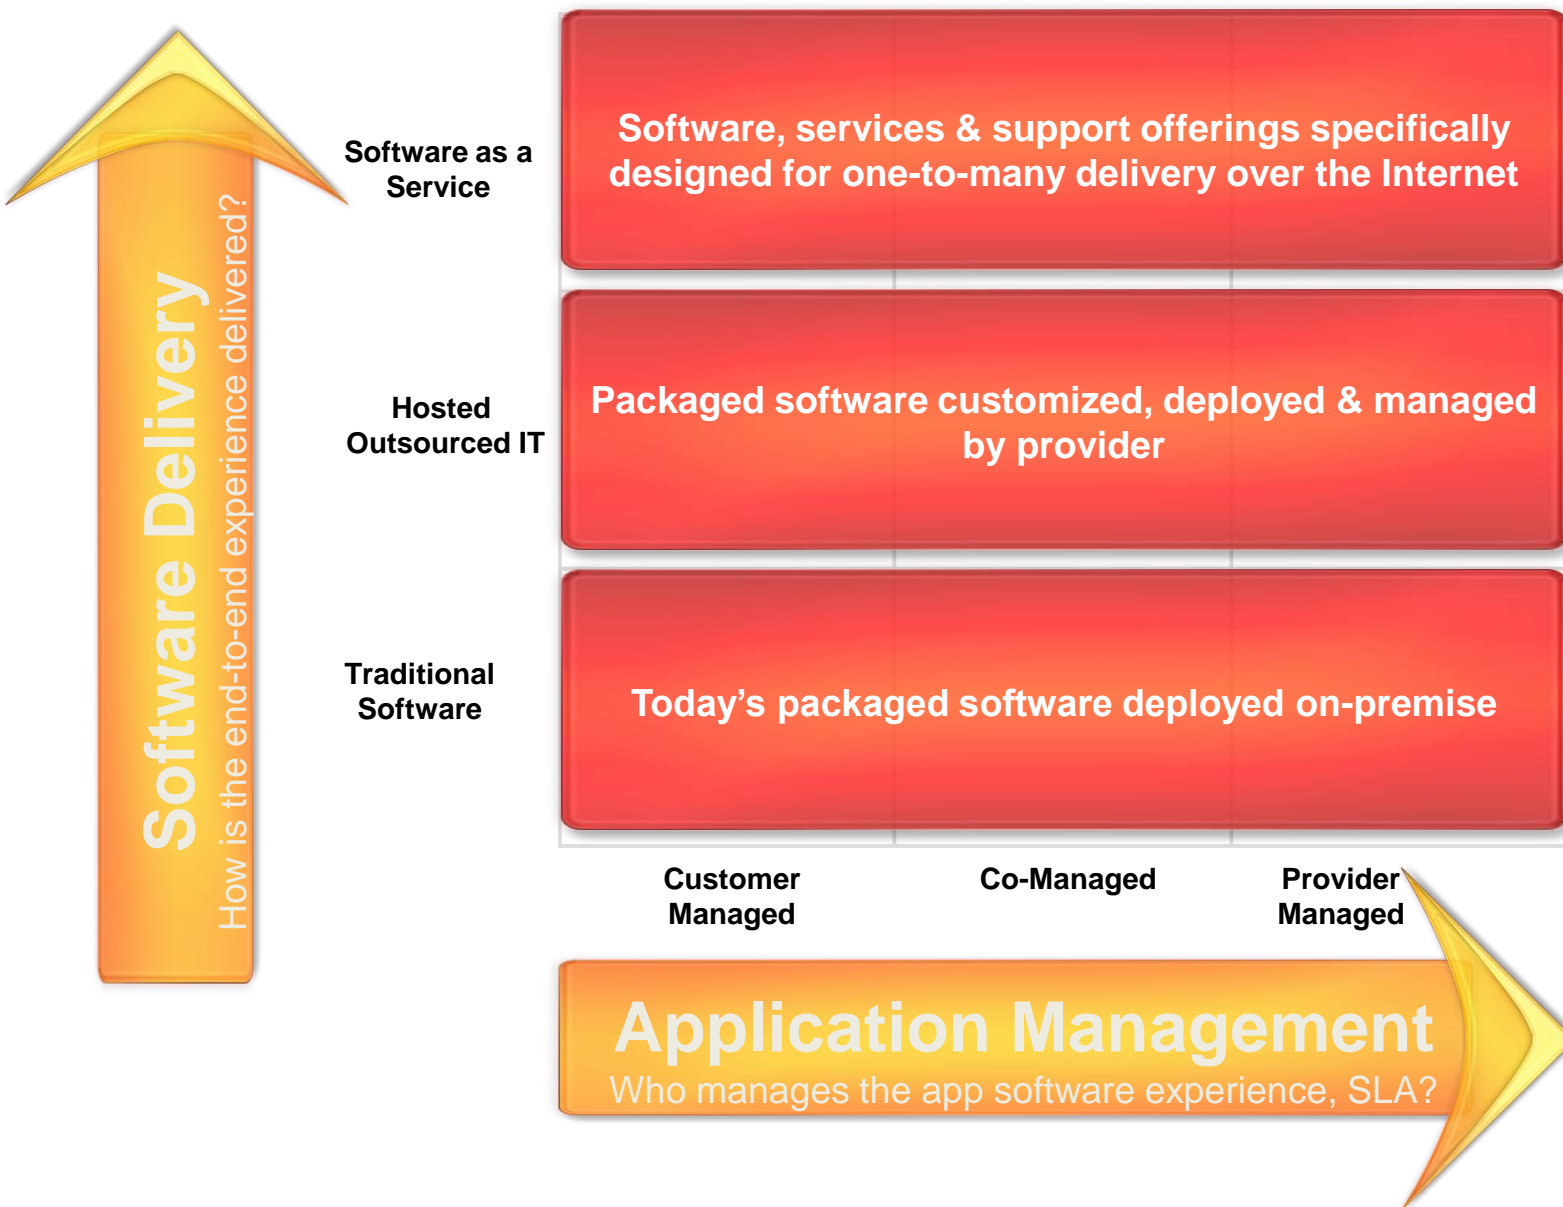 Software Delivery
How is the end-to-end experience delivered?
Software as a
Service
Software, services & support offerings specifically
designed for one-to-many delivery over the Internet
Hosted
Outsourced IT
Packaged software customized, deployed & managed
by provider
Traditional
Software
Today’s packaged software deployed on-premise
Customer
Managed
Co-Managed
Provider
Managed
Application Management
Who manages the app software experience, SLA?